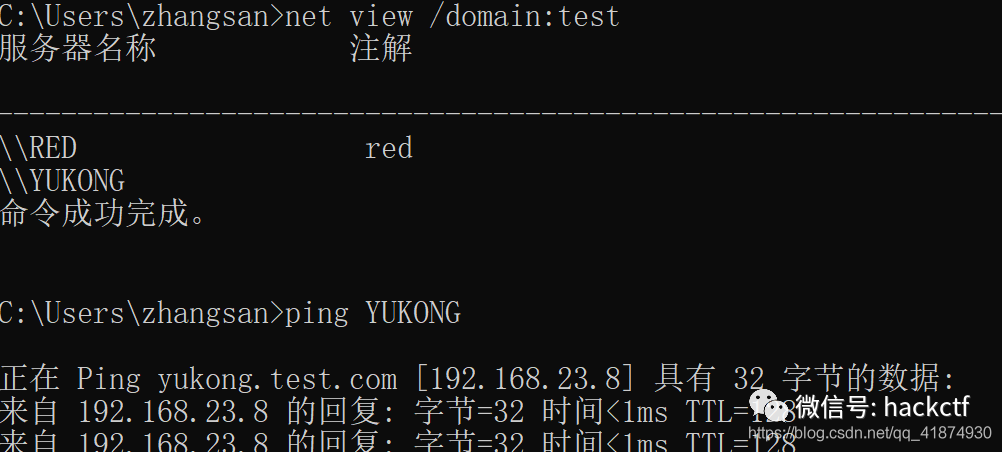 C:\Users\zhangsan>net view /domain:test
服务器名称 注解
-------------------------------------------------------------------------------
\\RED red
\\YUKONG
命令成功完成。
C:\Users\zhangsan>ping YUKONG
正在 Ping yukong.test.com [192.168.23.8] 具有 32 字节的数据:
来自 192.168.23.8 的回复: 字节=32 时间<1ms TTL=128
微信号: hackctf
来自 192.168.23.8 的回复: 字节=32 时间<1ms TTL=128
https://blog.csdn.net/qq_41874930